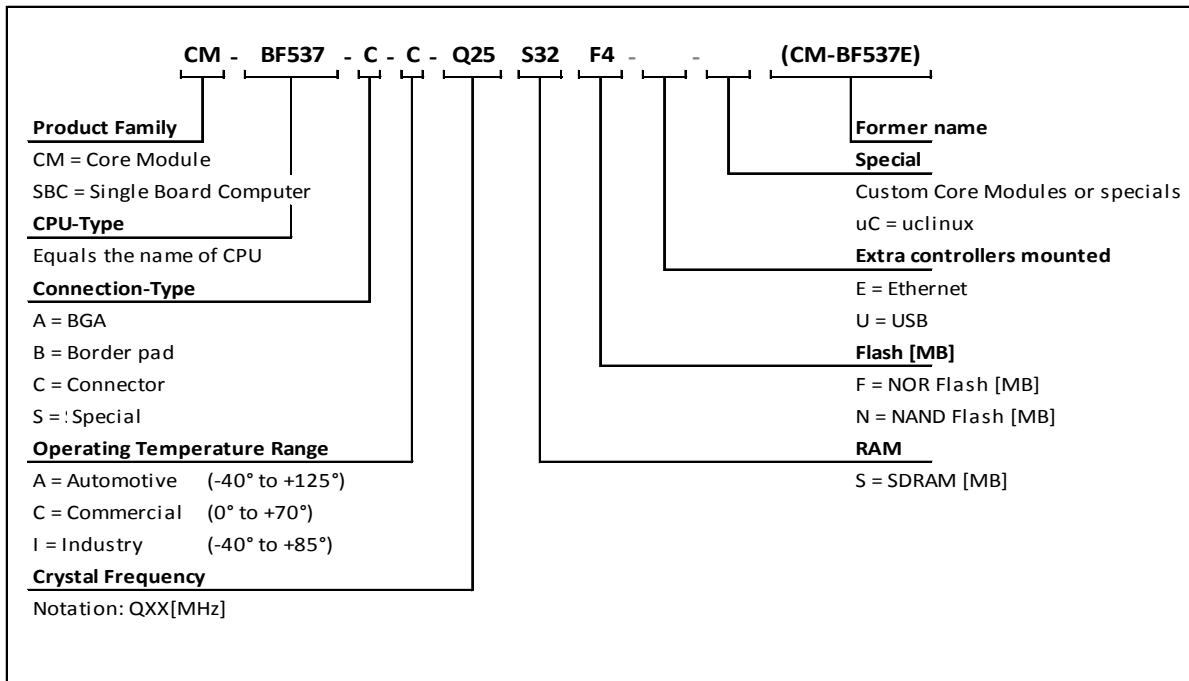 CM - BF537 - C - C - Q25 S32 F4 - - (CM-BF537E)
Product Family
CM = Core Module
SBC = Single Board Computer
CPU-Type
Equals the name of CPU
Connection-Type
A = BGA
B = Border pad
C = Connector
S = : Special
Operating Temperature Range
A = Automotive (-40° to +125°)
C = Commercial (0° to +70°)
I = Industry (-40° to +85°)
Crystal Frequency
Notation: QXX[MHz]
Former name
Special
Custom Core Modules or specials
uC = uclinux
Extra controllers mounted
E = Ethernet
U = USB
Flash [MB]
F = NOR Flash [MB]
N = NAND Flash [MB]
RAM
S = SDRAM [MB]